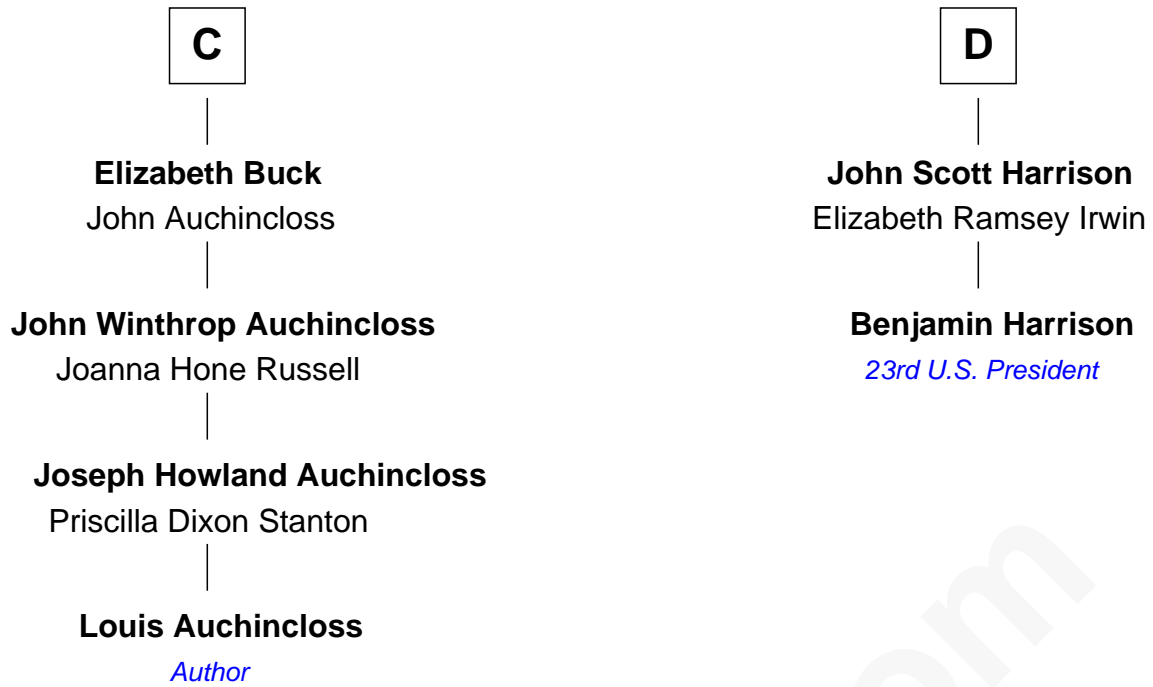 C
Elizabeth Buck
John Auchincloss
John Winthrop Auchincloss
Joanna Hone Russell
Joseph Howland Auchincloss
Priscilla Dixon Stanton
Louis Auchincloss
Author
D
John Scott Harrison
Elizabeth Ramsey Irwin
Benjamin Harrison
23rd U.S. President
om